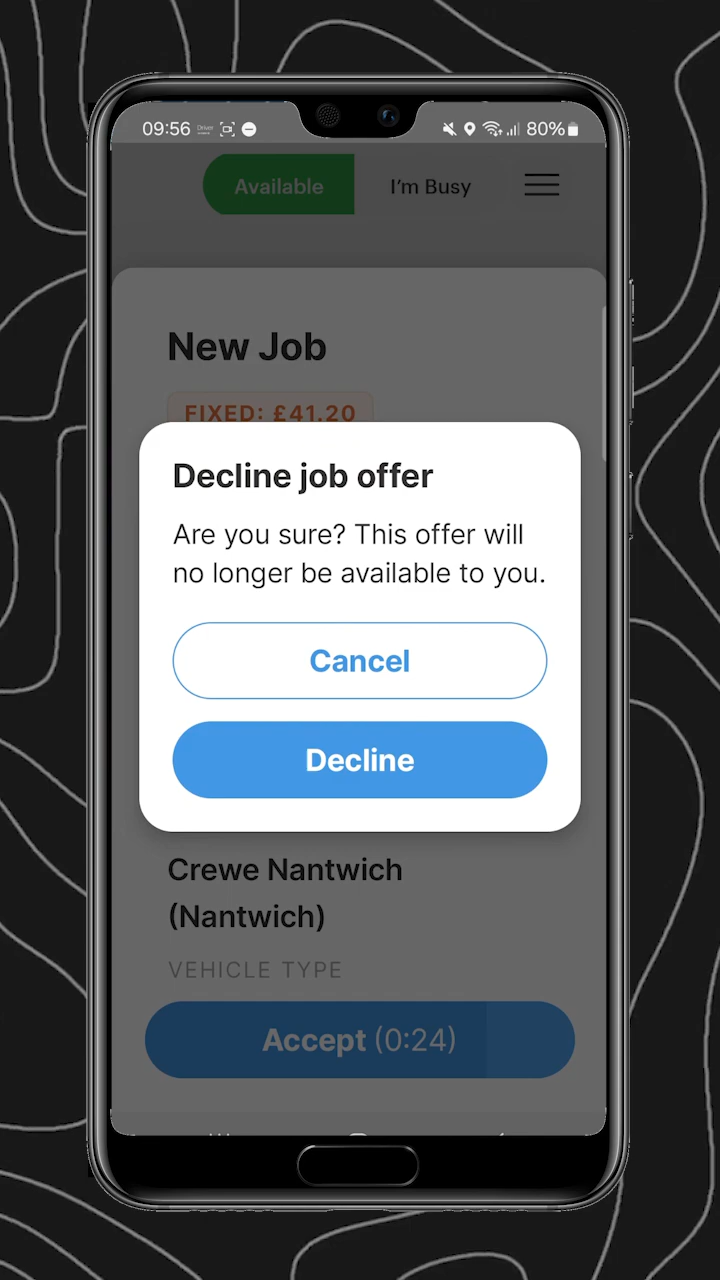 09:56 Driver 80%
Available I'm Busy
New Job
FIXED: £41.20
Decline job offer
Are you sure? This offer will
no longer be available to you.
Cancel
Decline
Crewe Nantwich
(Nantwich)
VEHICLE TYPE
Accept (0:24)